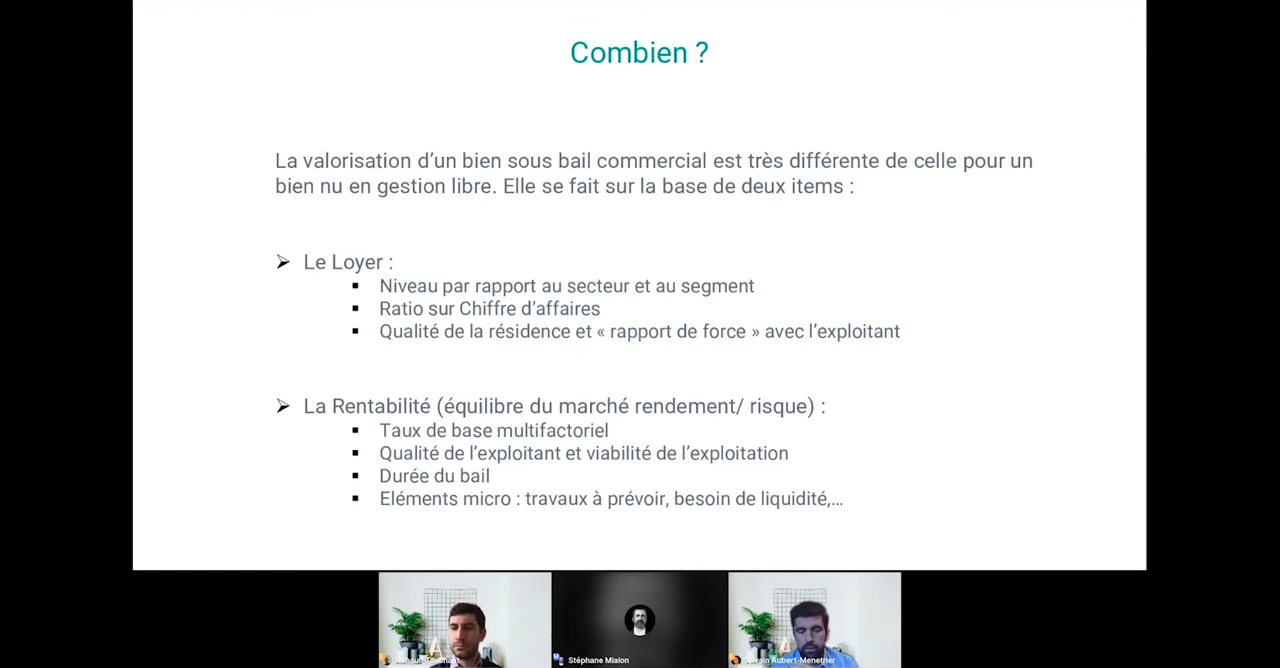 Combien ?
La valorisation d’un bien sous bail commercial est très différente de celle pour un
bien nu en gestion libre. Elle se fait sur la base de deux items :
Le Loyer :
Niveau par rapport au secteur et au segment
Ratio sur Chiffre d’affaires
Qualité de la résidence et « rapport de force » avec l’exploitant
La Rentabilité (équilibre du marché rendement/ risque) :
Taux de base multifactoriel
Qualité de l’exploitant et viabilité de l’exploitation
Durée du bail
Eléments micro : travaux à prévoir, besoin de liquidité,...
Stéphane Mialon
Aubert-Menetrier